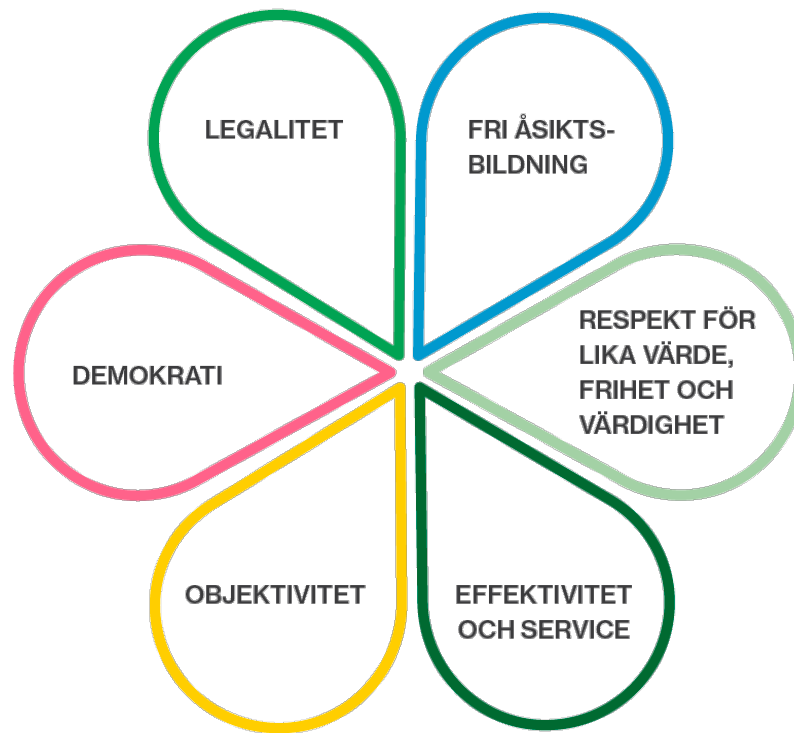 LEGALITET
FRI ÅSIKTS-
BILDNING
DEMOKRATI
RESPEKT FÖR
LIKA VÄRDE,
FRIHET OCH
VÄRDIGHET
OBJEKTIVITET
EFFEKTIVITET
OCH SERVICE